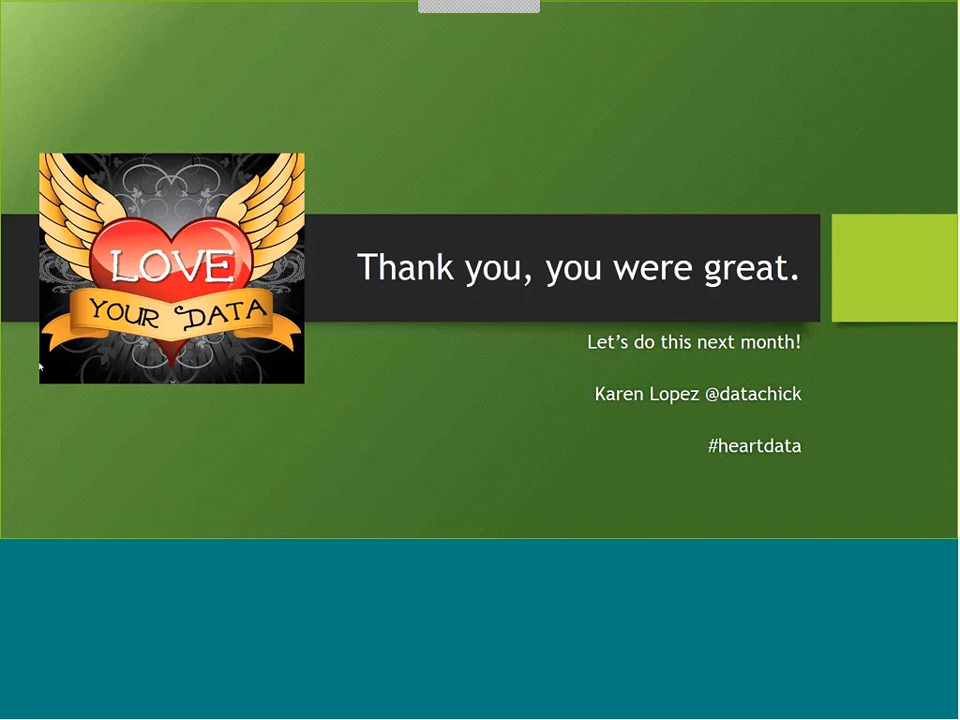 LOVE
YOUR DATA
Thank you, you were great.
Let’s do this next month!
Karen Lopez @datachick
#heartdata